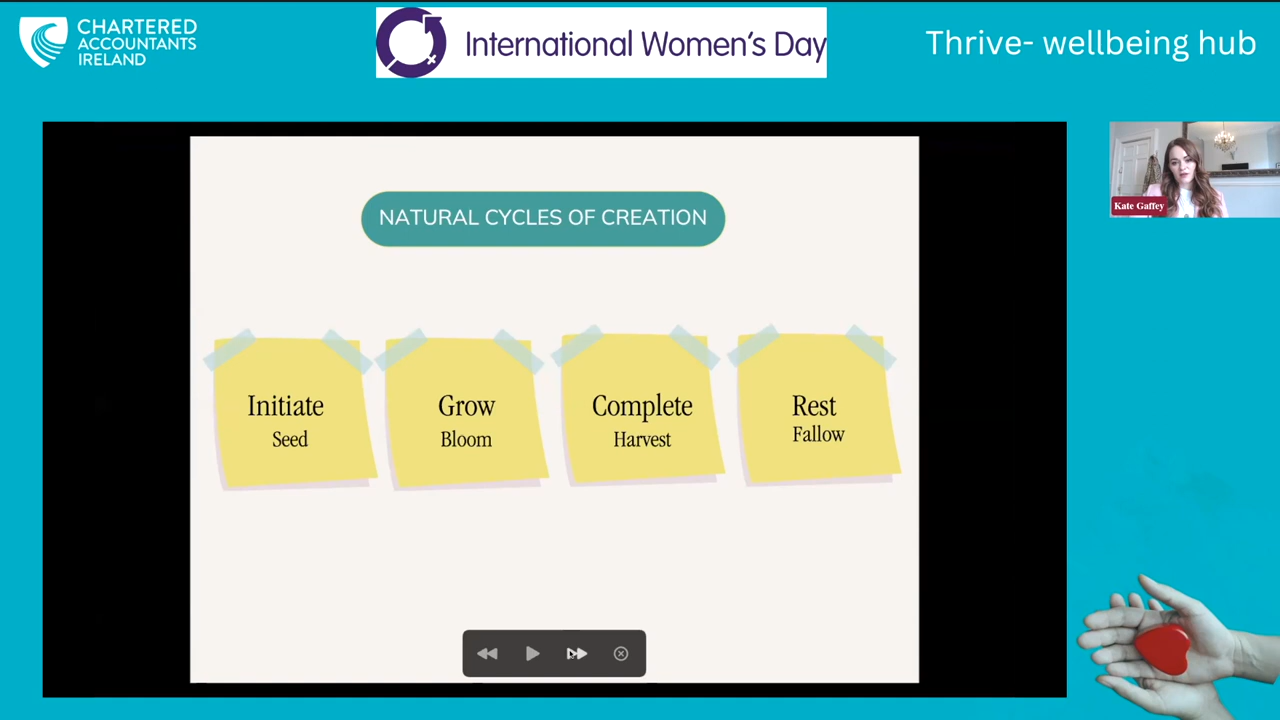 CHARTERED
ACCOUNTANTS
IRELAND
International Women's Day
Thrive- wellbeing hub
Kate Gaffey
NATURAL CYCLES OF CREATION
Initiate
Seed
Grow
Bloom
Complete
Harvest
Rest
Fallow